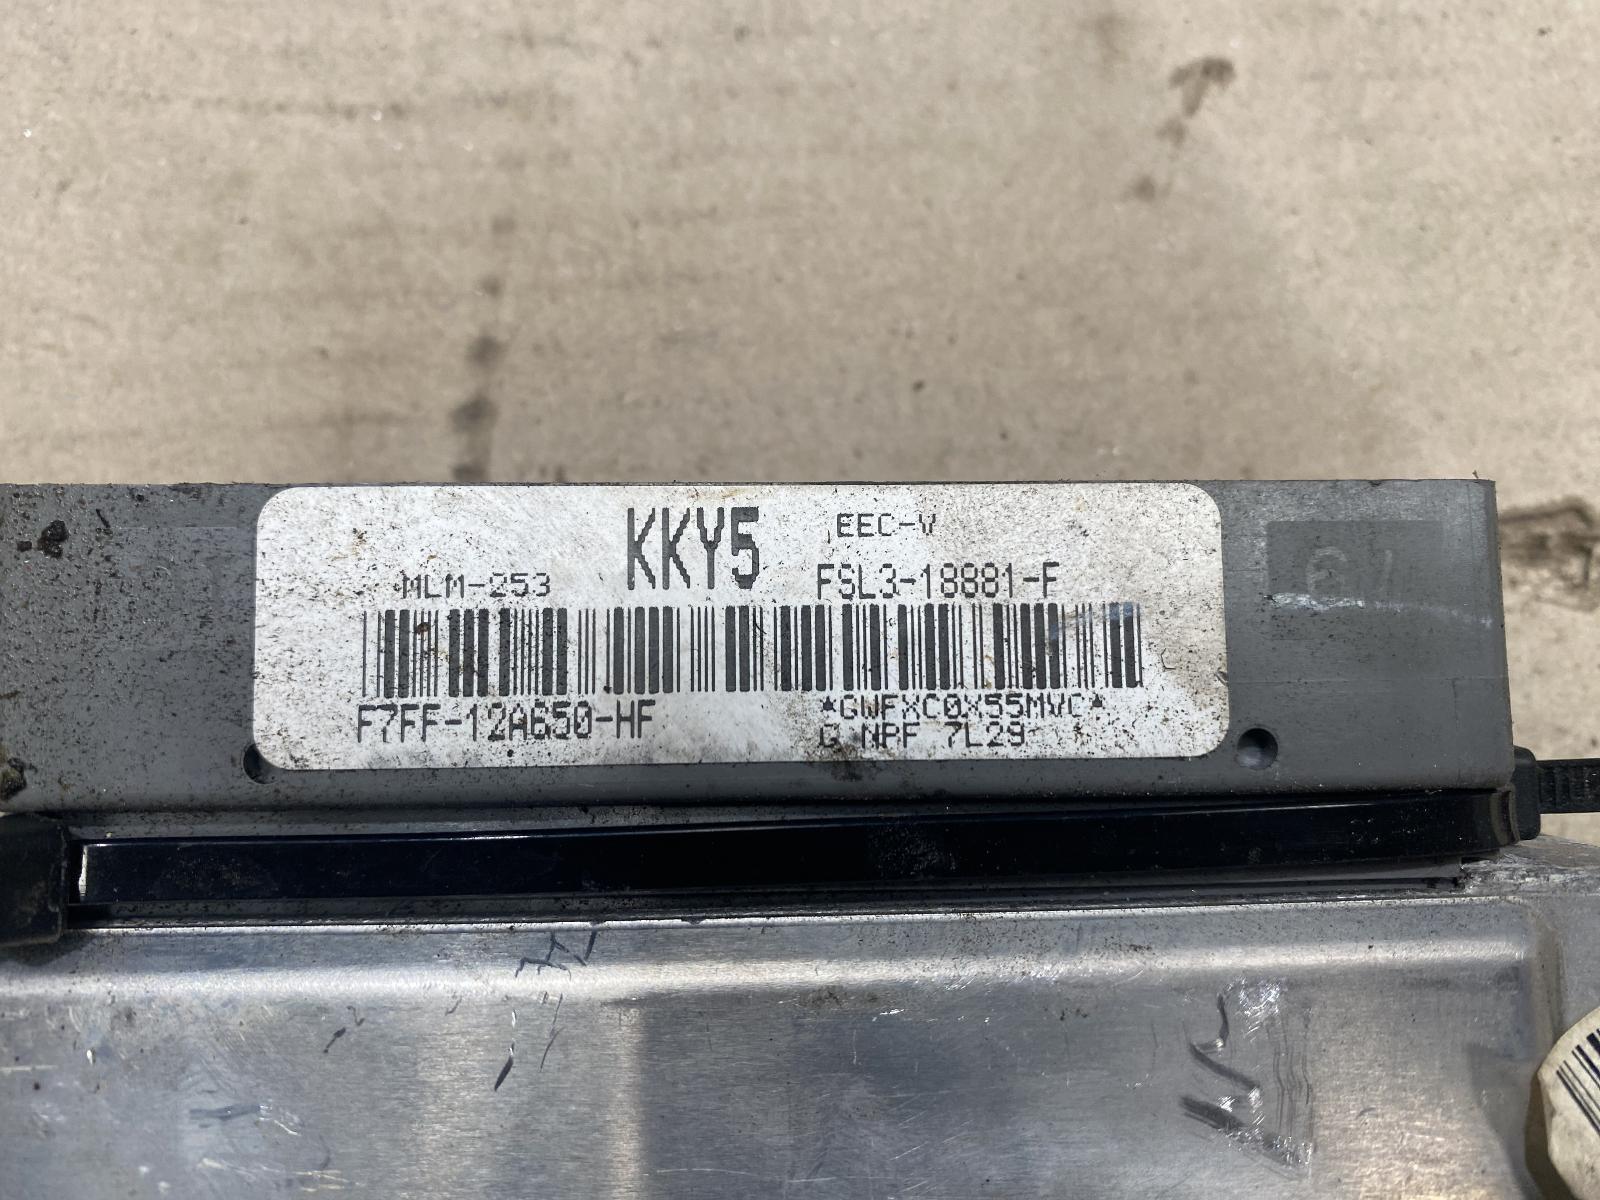 KKY5
EEC-V
MLM-253
FSL3-18881-F
F7FF-12A650-HF
*GWFXC0X55MVC*
G NPF 7L29